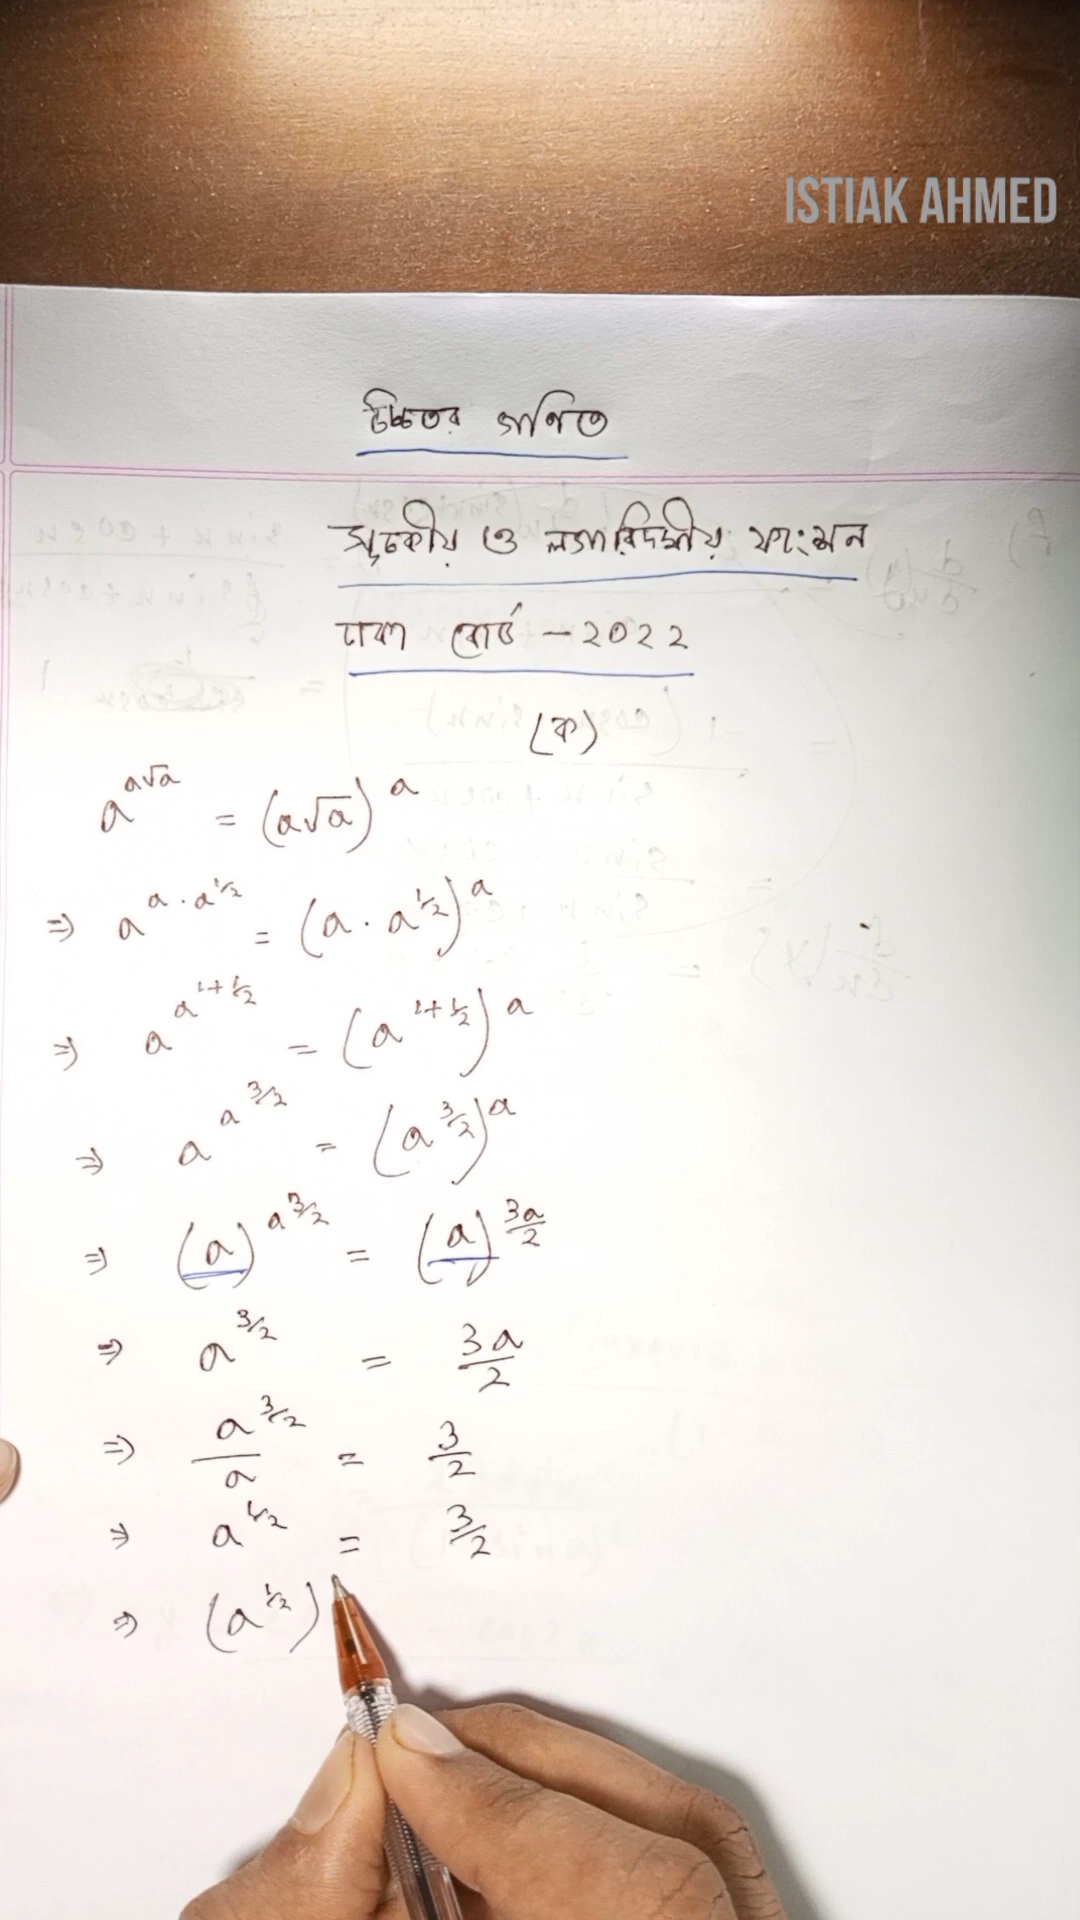 ISTIAK AHMED
উচ্চতর গণিত
সূচকীয় ও লগারিদমীয় ফাংশন
ঢাকা বোর্ড - ২০২২
(ক)
a^{a√a} = (a√a)^a
⇒ a^{a · a^{1/2}} = (a · a^{1/2})^a
⇒ a^{a^{1+1/2}} = (a^{1+1/2})^a
⇒ a^{a^{3/2}} = (a^{3/2})^a
⇒ (a)^{a^{3/2}} = (a)^{3a/2}
⇒ a^{3/2} = 3a/2
⇒ a^{3/2}/a = 3/2
⇒ a^{1/2} = 3/2
⇒ (a^{1/2})